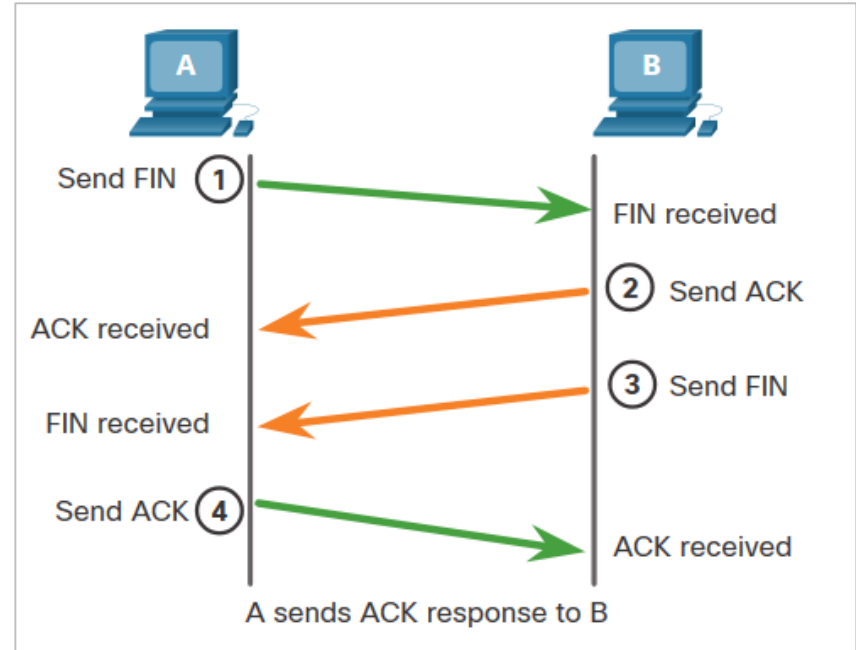 A
B
Send FIN 1
FIN received
2 Send ACK
ACK received
3 Send FIN
FIN received
Send ACK 4
ACK received
A sends ACK response to B